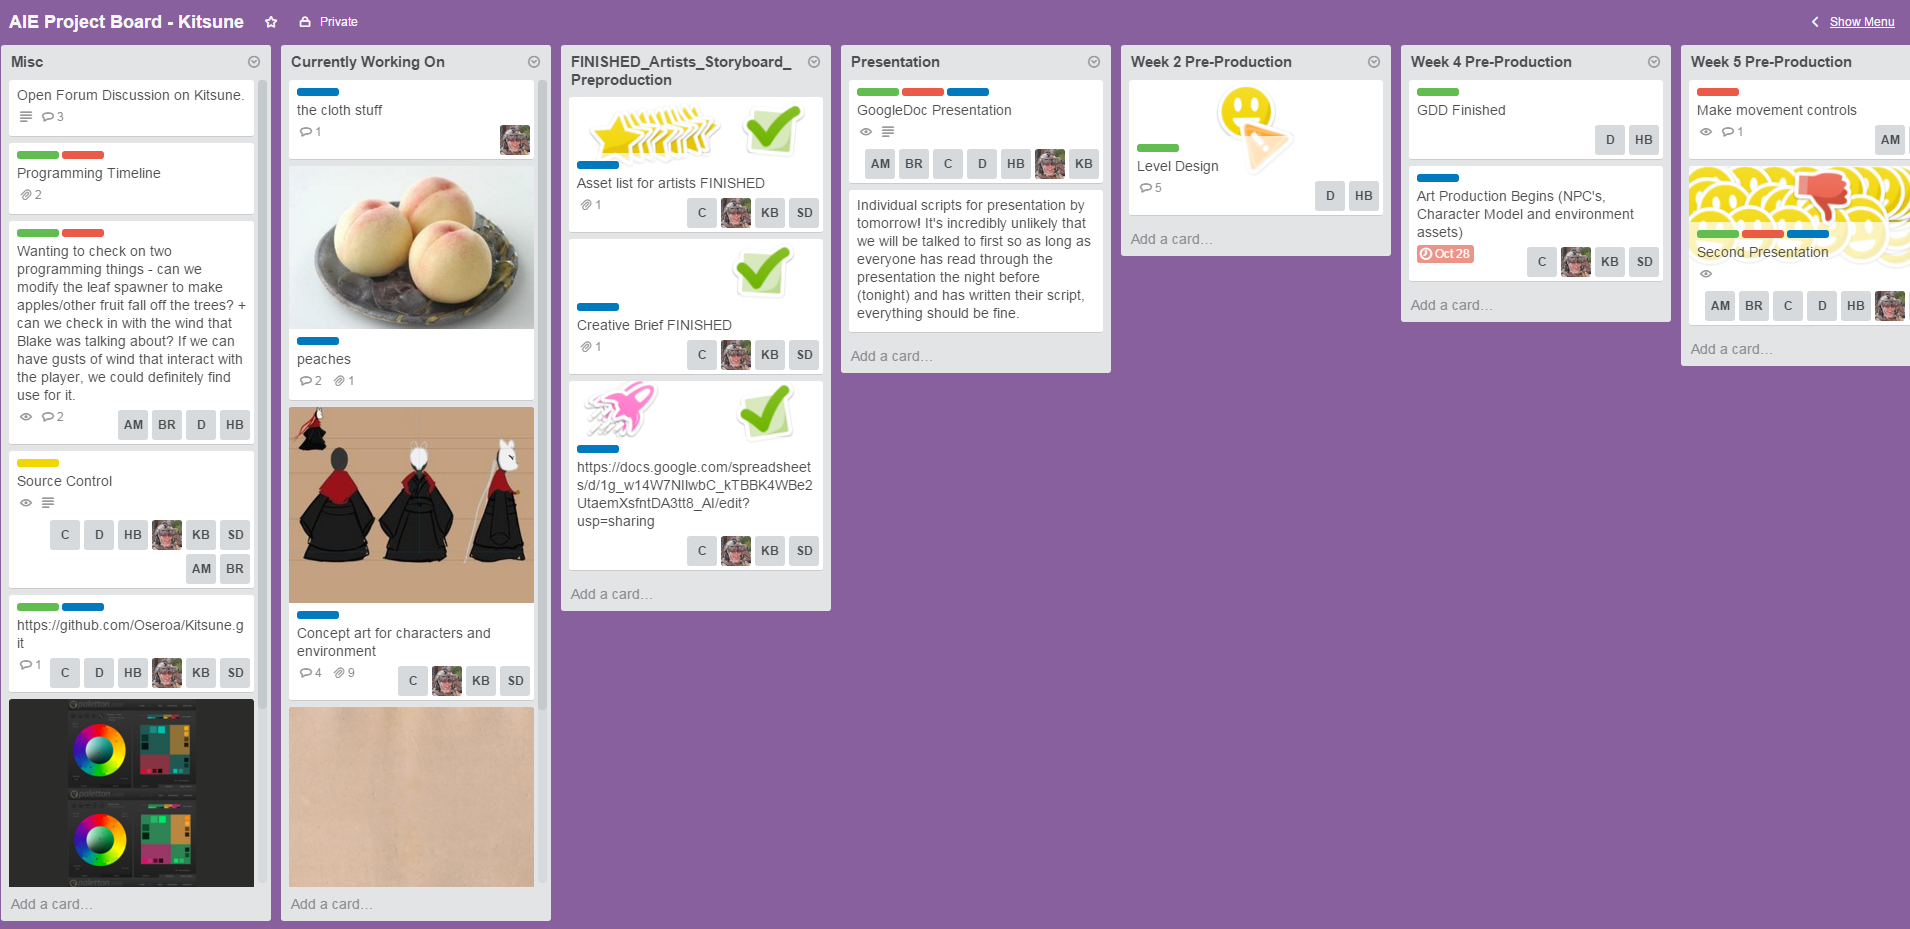 AIE Project Board - Kitsune
Private
Show Menu
Misc
Open Forum Discussion on Kitsune.
3
Programming Timeline
2
Wanting to check on two
programming things - can we
modify the leaf spawner to make
apples/other fruit fall off the trees? +
can we check in with the wind that
Blake was talking about? If we can
have gusts of wind that interact with
the player, we could definitely find
use for it.
2
AM BR D HB
Source Control
C D HB KB SD
AM BR
https://github.com/Oseroa/Kitsune.g
it
1
C D HB KB SD
paletton
paletton
Add a card...
Currently Working On
the cloth stuff
1
peaches
2 1
Concept art for characters and
environment
4 9
C KB SD
Add a card...
FINISHED_Artists_Storyboard_
Preproduction
Asset list for artists FINISHED
1
C KB SD
Creative Brief FINISHED
1
C KB SD
https://docs.google.com/spreadsheet
s/d/1g_w14W7NIlwbC_kTBBK4WBe2
UtaemXsfntDA3tt8_AI/edit?
usp=sharing
C KB SD
Add a card...
Presentation
GoogleDoc Presentation
AM BR C D HB KB
Individual scripts for presentation by
tomorrow! It's incredibly unlikely that
we will be talked to first so as long as
everyone has read through the
presentation the night before
(tonight) and has written their script,
everything should be fine.
Add a card...
Week 2 Pre-Production
Level Design
5
D HB
Add a card...
Week 4 Pre-Production
GDD Finished
D HB
Art Production Begins (NPC's,
Character Model and environment
assets)
Oct 28
C KB SD
Add a card...
Week 5 Pre-Production
Make movement controls
1
AM
Second Presentation
AM BR C D HB
Add a card...